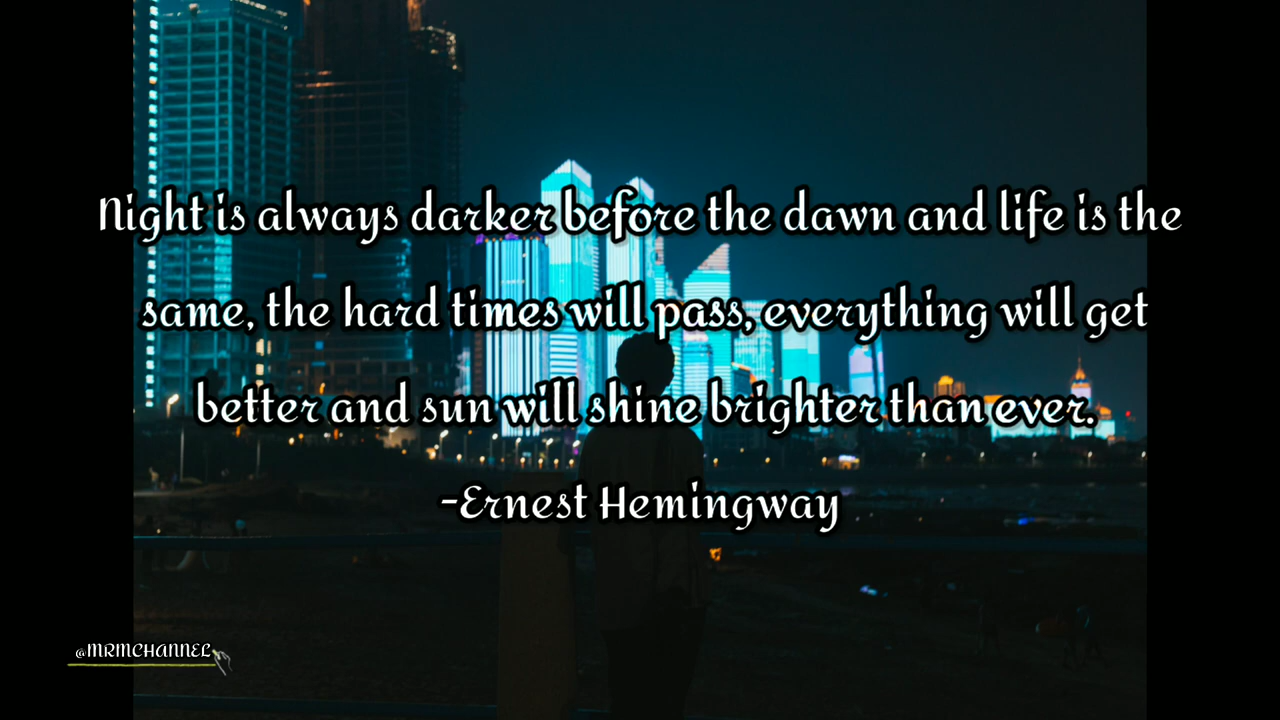 Night is always darker before the dawn and life is the
same, the hard times will pass, everything will get
better and sun will shine brighter than ever.
-Ernest Hemingway
@MRMCHANNEL